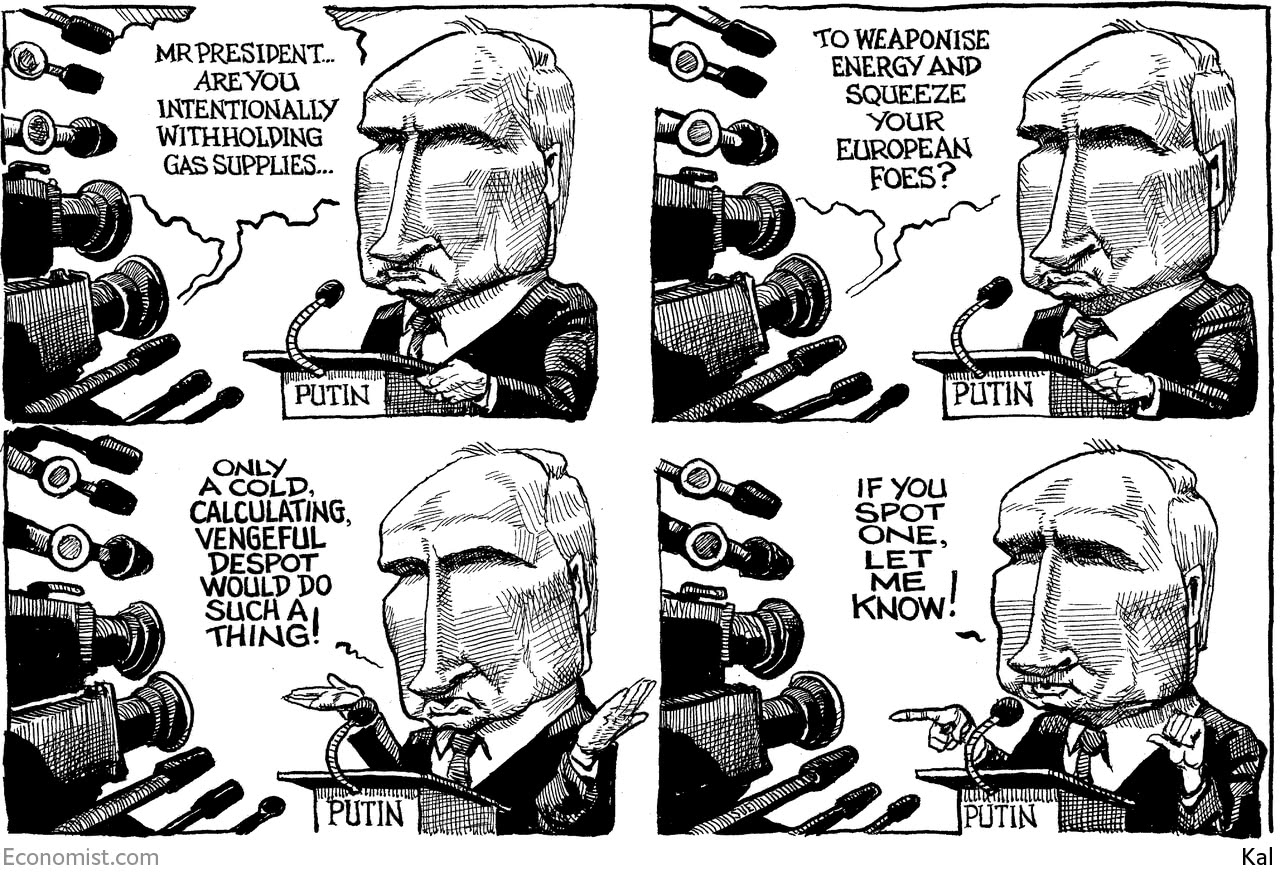 MR PRESIDENT...
ARE YOU
INTENTIONALLY
WITHHOLDING
GAS SUPPLIES...
PUTIN
TO WEAPONISE
ENERGY AND
SQUEEZE
YOUR
EUROPEAN
FOES?
PUTIN
ONLY
A COLD,
CALCULATING,
VENGEFUL
DESPOT
WOULD DO
SUCH A
THING!
PUTIN
IF YOU
SPOT
ONE,
LET
ME
KNOW!
PUTIN
Economist.com
Kal